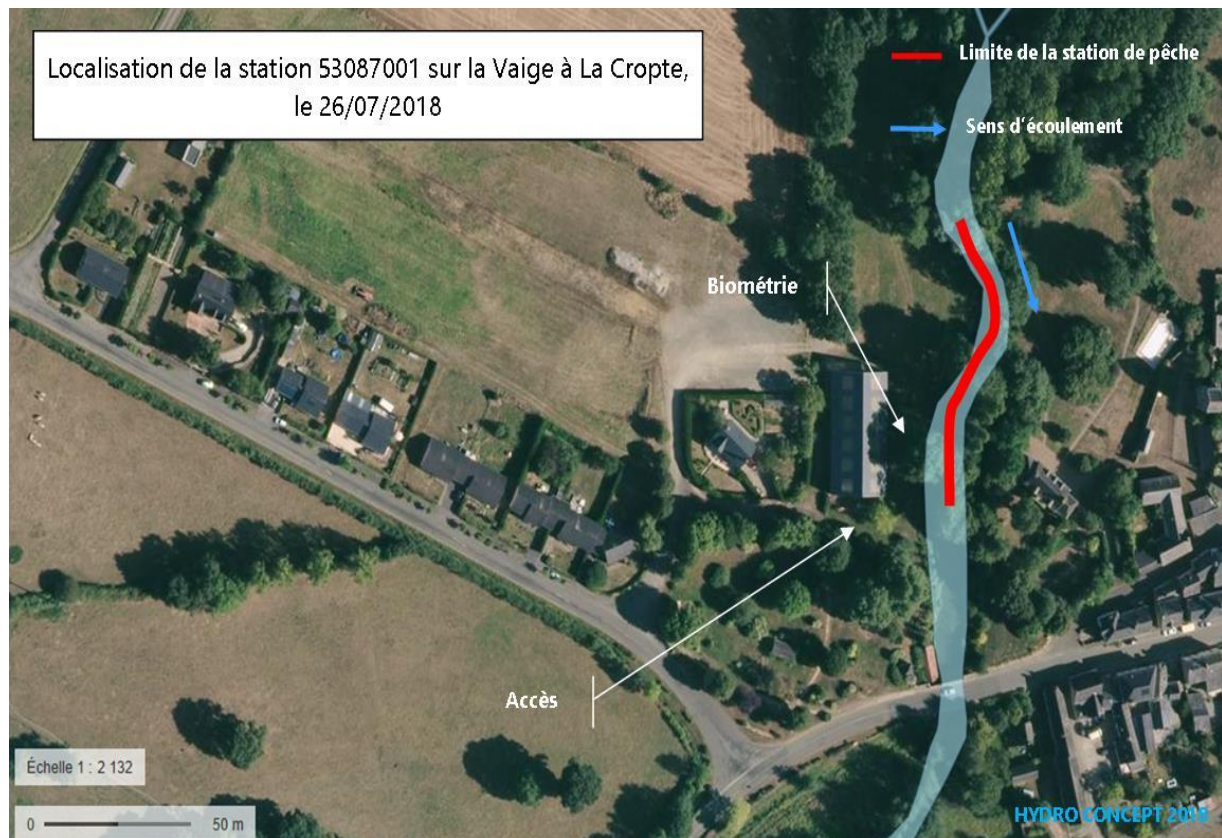 Localisation de la station 53087001 sur la Vaige à La Cropte,
le 26/07/2018
Limite de la station de pêche
Sens d'écoulement
Biométrie
Accès
Échelle 1 : 2 132
0 50 m
HYDRO CONCEPT 2018